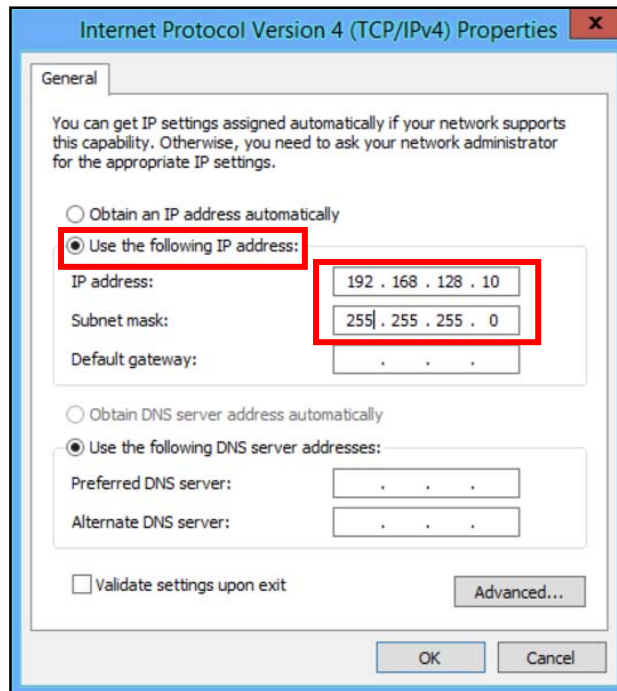 Internet Protocol Version 4 (TCP/IPv4) Properties
x
General
You can get IP settings assigned automatically if your network supports
this capability. Otherwise, you need to ask your network administrator
for the appropriate IP settings.
Obtain an IP address automatically
Use the following IP address:
IP address: 192 . 168 . 128 . 10
Subnet mask: 255 . 255 . 255 . 0
Default gateway: . . .
Obtain DNS server address automatically
Use the following DNS server addresses:
Preferred DNS server: . . .
Alternate DNS server: . . .
Validate settings upon exit
Advanced...
OK Cancel